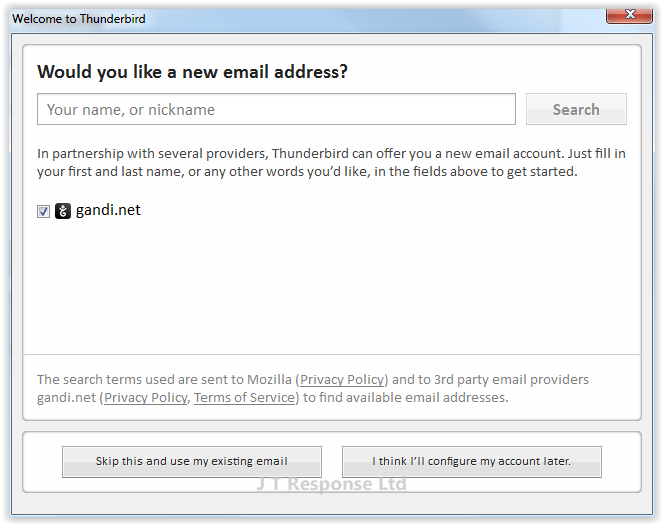 Welcome to Thunderbird
Would you like a new email address?
Your name, or nickname
Search
In partnership with several providers, Thunderbird can offer you a new email account. Just fill in
your first and last name, or any other words you'd like, in the fields above to get started.
gandi.net
The search terms used are sent to Mozilla (Privacy Policy) and to 3rd party email providers
gandi.net (Privacy Policy, Terms of Service) to find available email addresses.
Skip this and use my existing email
I think I'll configure my account later.
J T Response Ltd